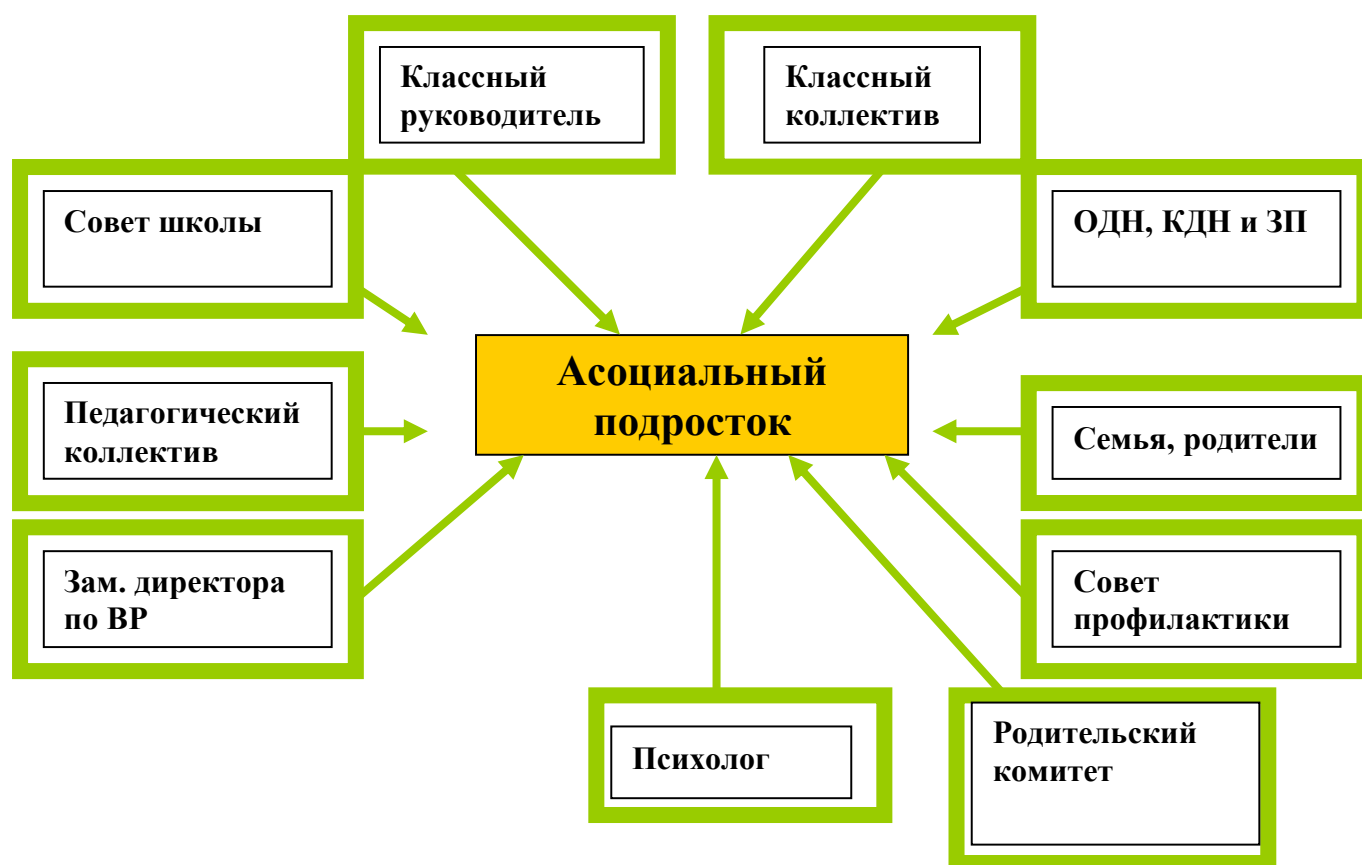 Классный
руководитель
Классный
коллектив
Совет школы
ОДН, КДН и ЗП
Асоциальный
подросток
Педагогический
коллектив
Семья, родители
Зам. директора
по ВР
Совет
профилактики
Психолог
Родительский
комитет